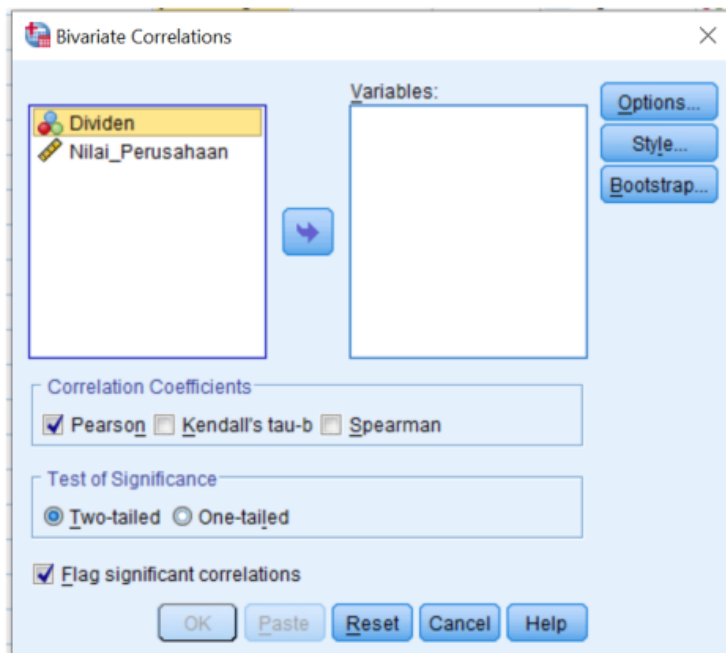 Bivariate Correlations
Variables:
Dividen
Nilai_Perusahaan
Options...
Style...
Bootstrap...
Correlation Coefficients
Pearson Kendall's tau-b Spearman
Test of Significance
Two-tailed One-tailed
Flag significant correlations
OK Paste Reset Cancel Help